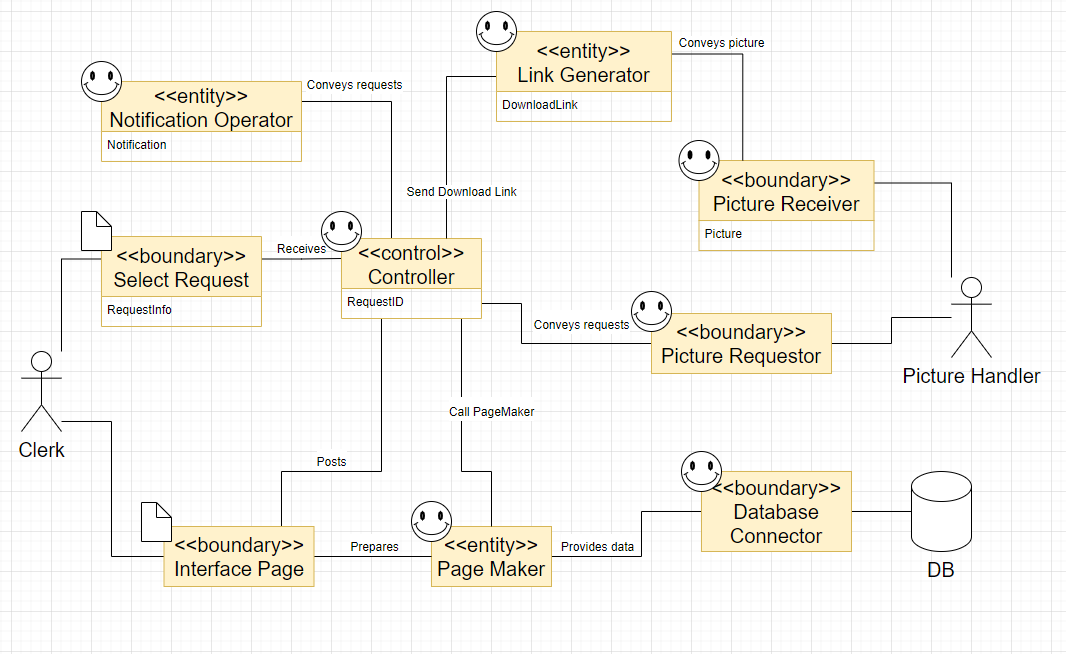 <<entity>>
Link Generator
DownloadLink
Conveys picture
<<entity>>
Notification Operator
Notification
Conveys requests
Send Download Link
<<boundary>>
Picture Receiver
Picture
<<boundary>>
Select Request
RequestInfo
Receives
<<control>>
Controller
RequestID
Conveys requests
<<boundary>>
Picture Requestor
Picture Handler
Clerk
Call PageMaker
Posts
<<boundary>>
Interface Page
Prepares
<<entity>>
Page Maker
Provides data
<<boundary>>
Database
Connector
DB